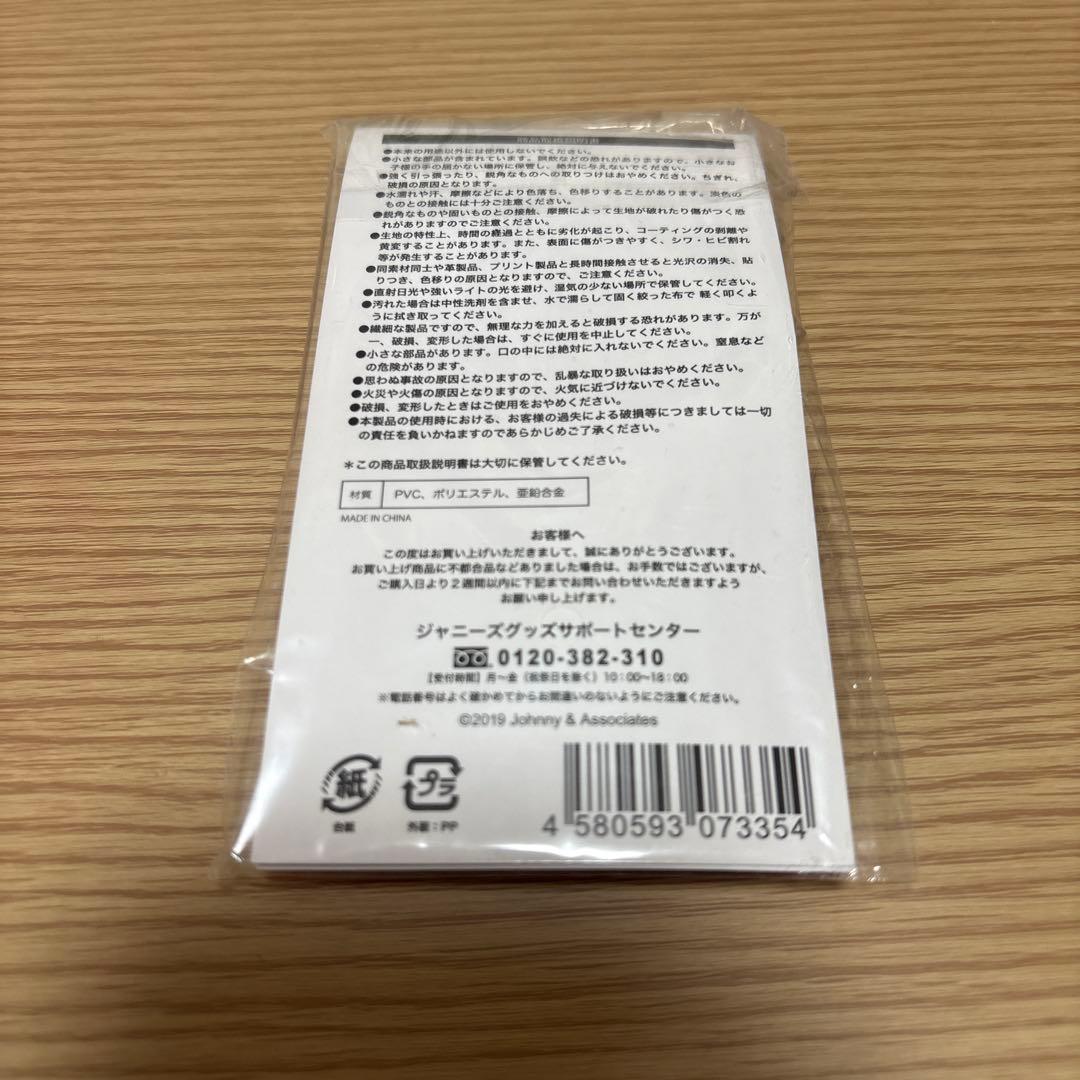 商品取扱説明書
●本来の用途以外には使用しないでください。
●小さな部品が含まれています。誤飲などの恐れがありますので、小さなお
子様の手の届かない場所に保管し、絶対に与えないでください。
●強く引っ張ったり、鋭角なものへの取りつけはおやめください。ちぎれ、
破損の原因となります。
●水濡れや汗、摩擦などにより色落ち、色移りすることがあります。淡色の
ものとの接触には十分ご注意ください。
●鋭角なものや固いものとの接触、摩擦によって生地が破れたり傷がつく恐
れがありますのでご注意ください。
●生地の特性上、時間の経過とともに劣化が起こり、コーティングの剥離や
黄変することがあります。また、表面に傷がつきやすく、シワ・ヒビ割れ
等が発生することがあります。
●同素材同士や革製品、プリント製品と長時間接触させると光沢の消失、貼
りつき、色移りの原因となりますので、ご注意ください。
●直射日光や強いライトの光を避け、湿気の少ない場所で保管してください。
●汚れた場合は中性洗剤を含ませ、水で濡らして固く絞った布で 軽く叩くよ
うに拭き取ってください。
●繊細な製品ですので、無理な力を加えると破損する恐れがあります。万が
一、破損、変形した場合は、すぐに使用を中止してください。
●小さな部品があります。口の中には絶対に入れないでください。窒息など
の危険があります。
●思わぬ事故の原因となりますので、乱暴な取り扱いはおやめください。
●火災や火傷の原因となりますので、火気に近づけないでください。
●破損、変形したときはご使用をおやめください。
●本製品の使用時における、お客様の過失による破損等につきましては一切
の責任を負いかねますのであらかじめご了承ください。
＊この商品取扱説明書は大切に保管してください。
材質 PVC、ポリエステル、亜鉛合金
MADE IN CHINA
お客様へ
この度はお買い上げいただきまして、誠にありがとうございます。
お買い上げ商品に不都合品などありました場合は、お手数ではございますが、
ご購入日より２週間以内に下記までお問い合わせいただきますよう
お願い申し上げます。
ジャニーズグッズサポートセンター
0120-382-310
【受付時間】月～金（祝祭日を除く）10：00～18：00
※電話番号はよく確かめてからお間違いのないようにご注意ください。
©2019 Johnny & Associates
紙
台紙
プラ
外装：PP
4 580593 073354